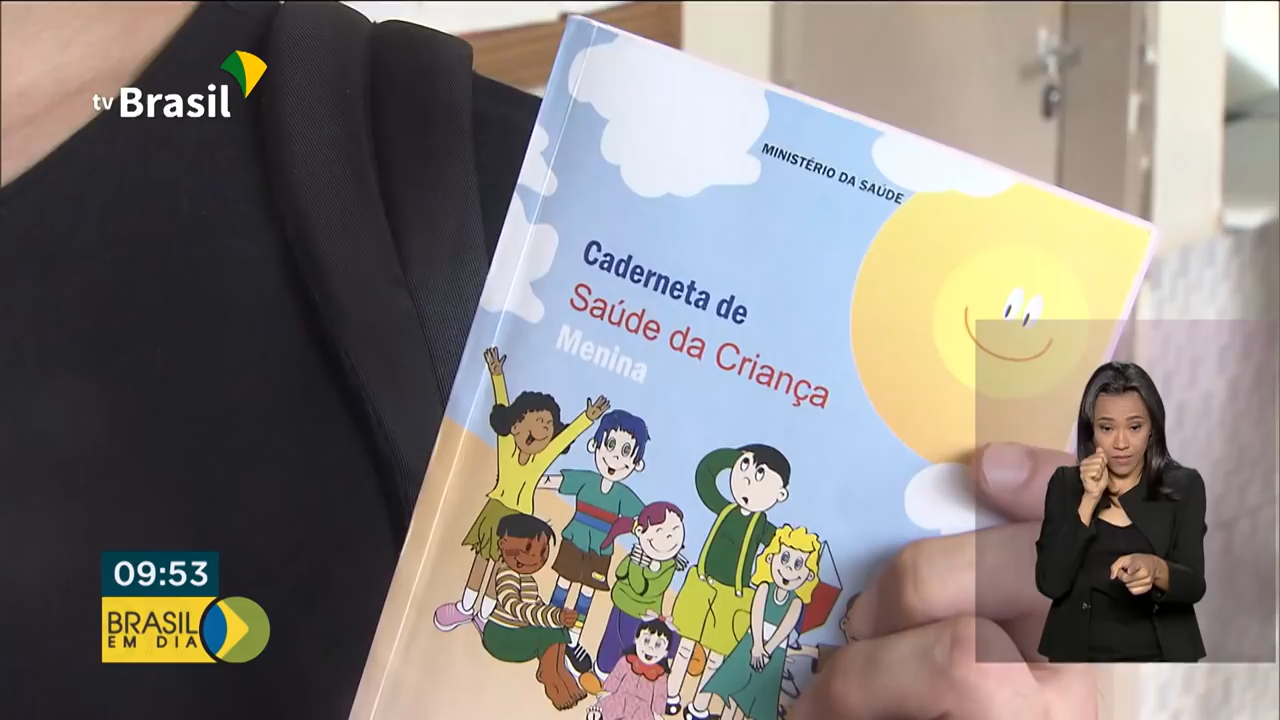 tv Brasil
MINISTÉRIO DA SAÚDE
Caderneta de
Saúde da Criança
Menina
09:53
BRASIL
EM DIA